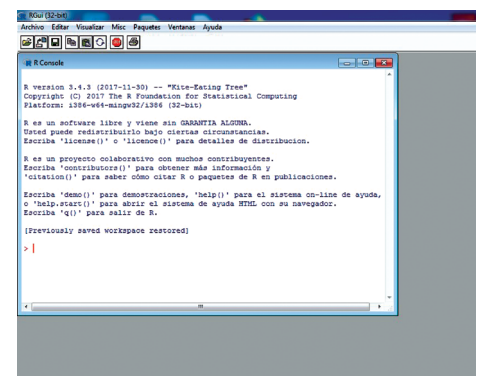 RGui (32-bit)
Archivo Editar Visualizar Misc Paquetes Ventanas Ayuda
R Console
R version 3.4.3 (2017-11-30) -- "Kite-Eating Tree"
Copyright (C) 2017 The R Foundation for Statistical Computing
Platform: i386-w64-mingw32/i386 (32-bit)
R es un software libre y viene sin GARANTIA ALGUNA.
Usted puede redistribuirlo bajo ciertas circunstancias.
Escriba 'license()' o 'licence()' para detalles de distribucion.
R es un proyecto colaborativo con muchos contribuyentes.
Escriba 'contributors()' para obtener más información y
'citation()' para saber cómo citar R o paquetes de R en publicaciones.
Escriba 'demo()' para demostraciones, 'help()' para el sistema on-line de ayuda,
o 'help.start()' para abrir el sistema de ayuda HTML con su navegador.
Escriba 'q()' para salir de R.
[Previously saved workspace restored]
>